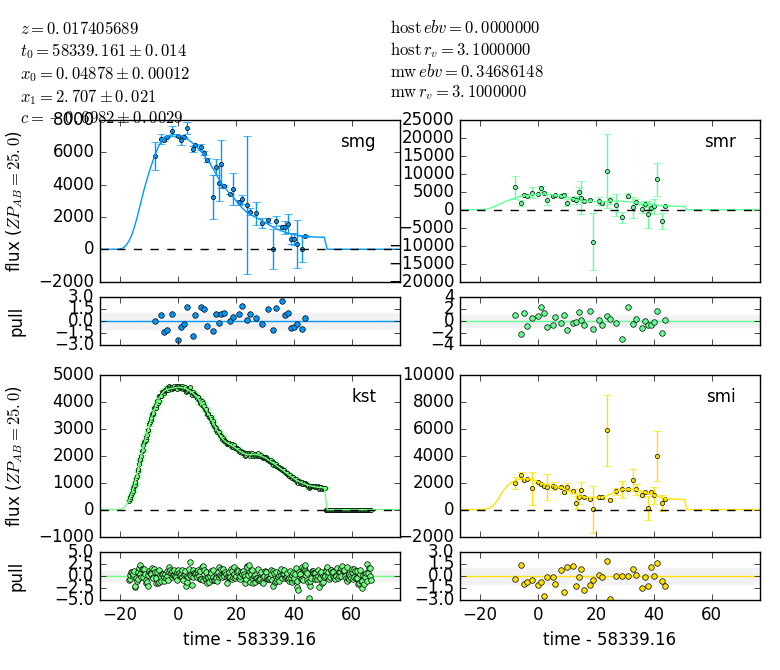 z = 0.017405689
t₀ = 58339.161 ± 0.014
x₀ = 0.04878 ± 0.00012
x₁ = 2.707 ± 0.021
c = ± 0.0029
host ebv = 0.0000000
host r_v = 3.1000000
mw ebv = 0.34686148
mw r_v = 3.1000000
flux (ZP_AB = 25.0)
8000
6000
4000
2000
0
−2000
smg
25000
20000
15000
10000
5000
0
−5000
−10000
−15000
−20000
smr
pull
3.0
1.5
0.0
−1.5
−3.0
4
2
0
−2
−4
flux (ZP_AB = 25.0)
5000
4000
3000
2000
1000
0
−1000
kst
10000
8000
6000
4000
2000
0
−2000
smi
pull
5.0
2.5
0.0
−2.5
−5.0
−20 0 20 40 60
time - 58339.16
3.0
1.5
0.0
−1.5
−3.0
−20 0 20 40 60
time - 58339.16